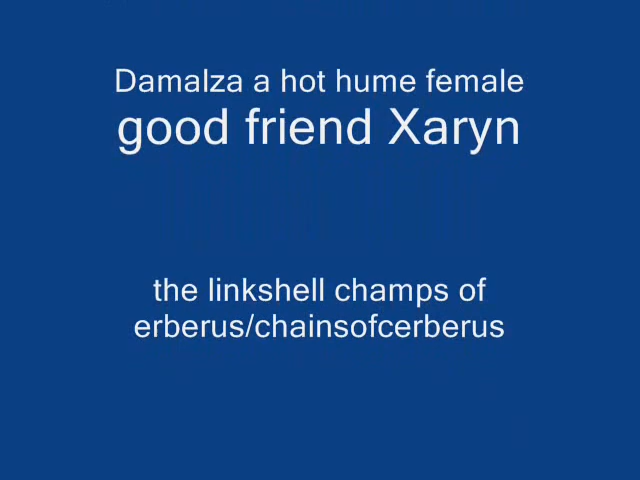 Damalza a hot hume female
good friend Xaryn
the linkshell champs of
erberus/chainsofcerberus